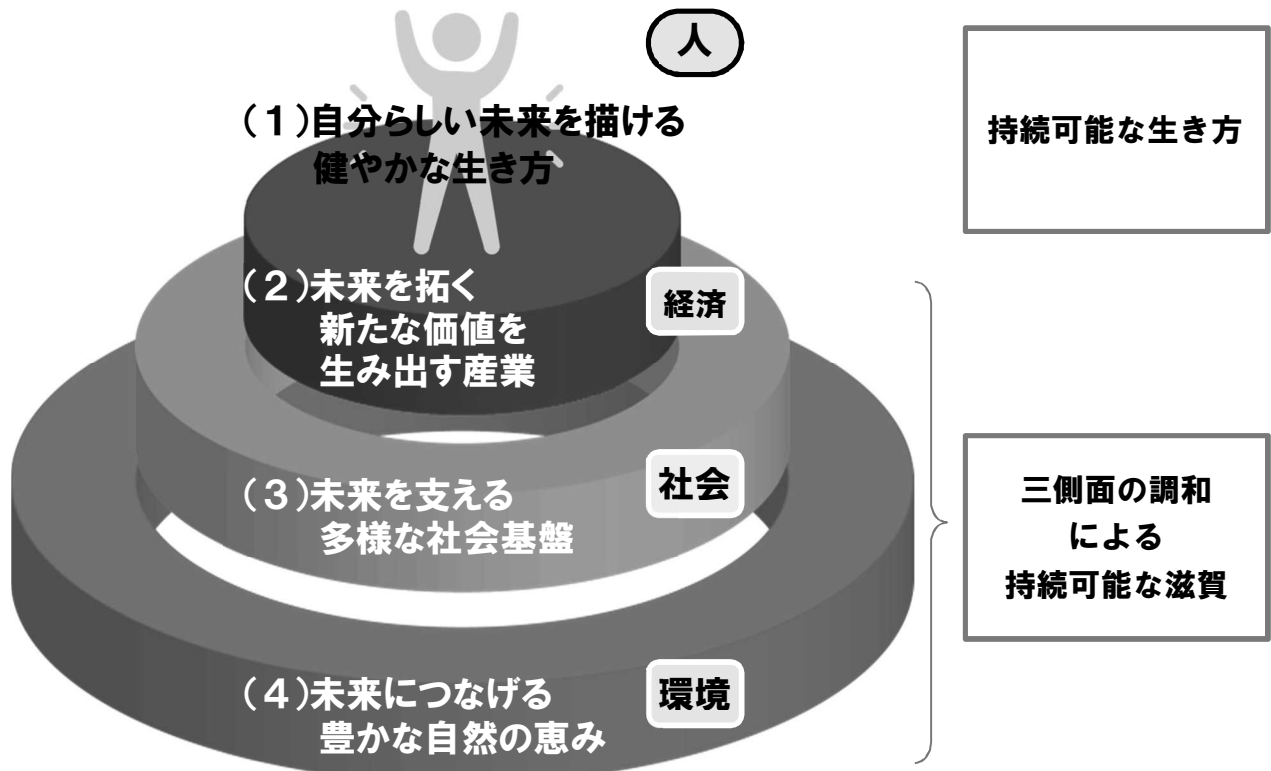 人
（１）自分らしい未来を描ける
健やかな生き方
持続可能な生き方
（２）未来を拓く
新たな価値を
生み出す産業
経済
（３）未来を支える
多様な社会基盤
社会
三側面の調和
による
持続可能な滋賀
（４）未来につなげる
豊かな自然の恵み
環境